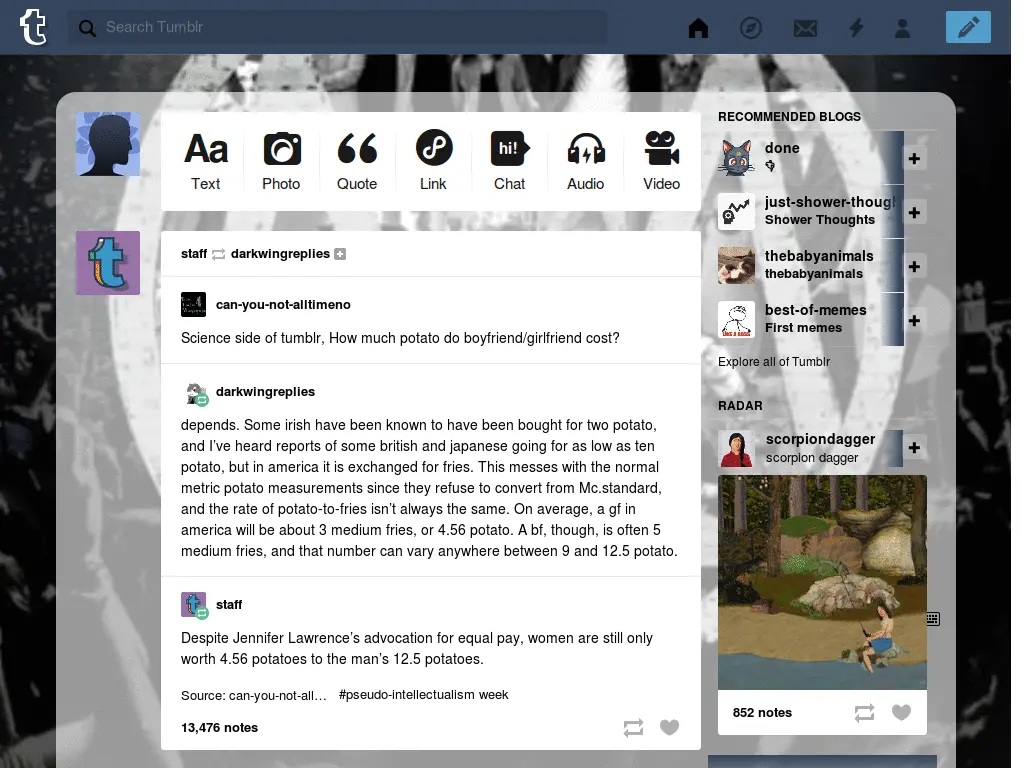 Search Tumblr
Aa
hi!
Text
Photo
Quote
Link
Chat
Audio
Video
staff darkwingreplies
can-you-not-alltimeno
Science side of tumblr, How much potato do boyfriend/girlfriend cost?
darkwingreplies
depends. Some irish have been known to have been bought for two potato,
and I've heard reports of some british and japanese going for as low as ten
potato, but in america it is exchanged for fries. This messes with the normal
metric potato measurements since they refuse to convert from Mc.standard,
and the rate of potato-to-fries isn't always the same. On average, a gf in
america will be about 3 medium fries, or 4.56 potato. A bf, though, is often 5
medium fries, and that number can vary anywhere between 9 and 12.5 potato.
staff
Despite Jennifer Lawrence's advocation for equal pay, women are still only
worth 4.56 potatoes to the man's 12.5 potatoes.
Source: can-you-not-all… #pseudo-intellectualism week
13,476 notes
RECOMMENDED BLOGS
done
just-shower-though
Shower Thoughts
thebabyanimals
thebabyanimals
best-of-memes
First memes
LIKE A BOSS
Explore all of Tumblr
RADAR
scorpiondagger
scorpion dagger
852 notes